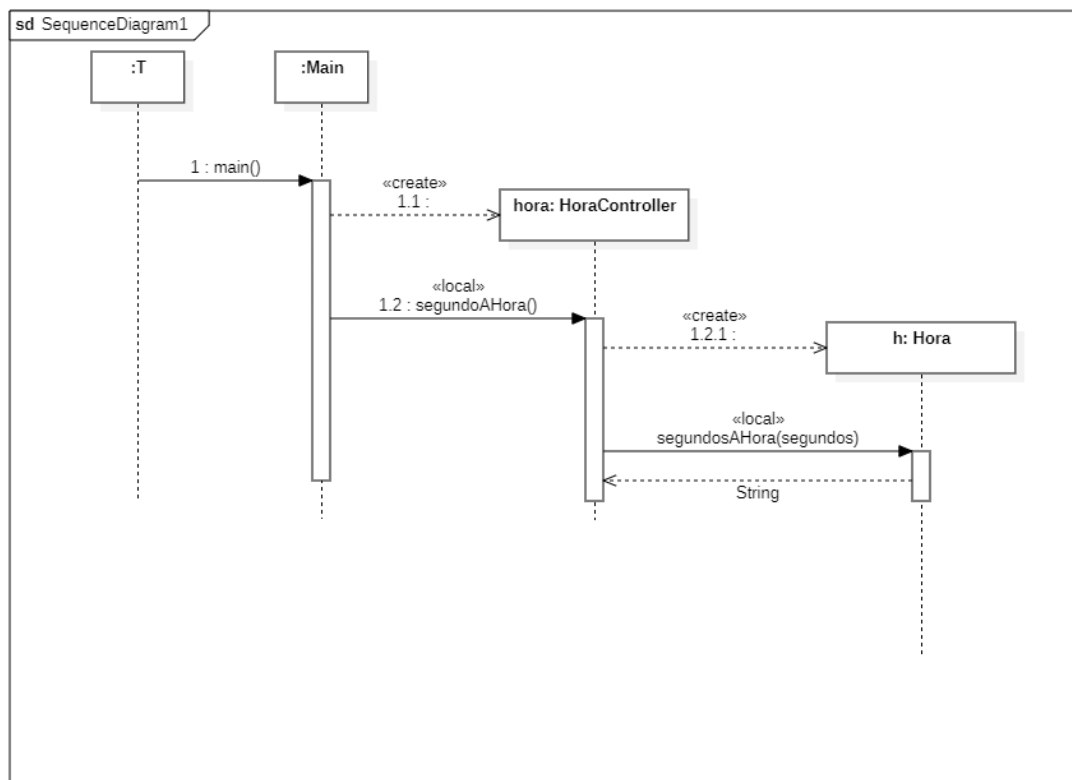 sd SequenceDiagram1
:T
:Main
1 : main()
«create»
1.1 :
hora: HoraController
«local»
1.2 : segundoAHora()
«create»
1.2.1 :
h: Hora
«local»
segundosAHora(segundos)
String